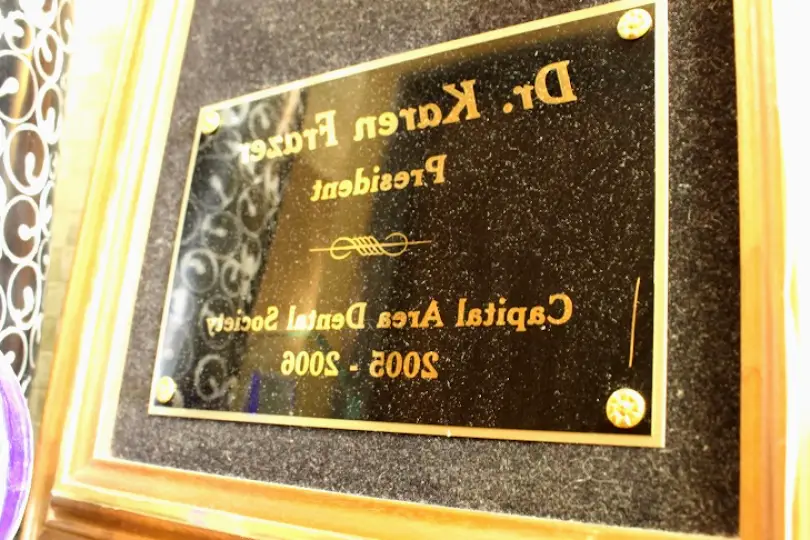 Dr. Karen Frazer
President
Capital Area Dental Society
2005 - 2006